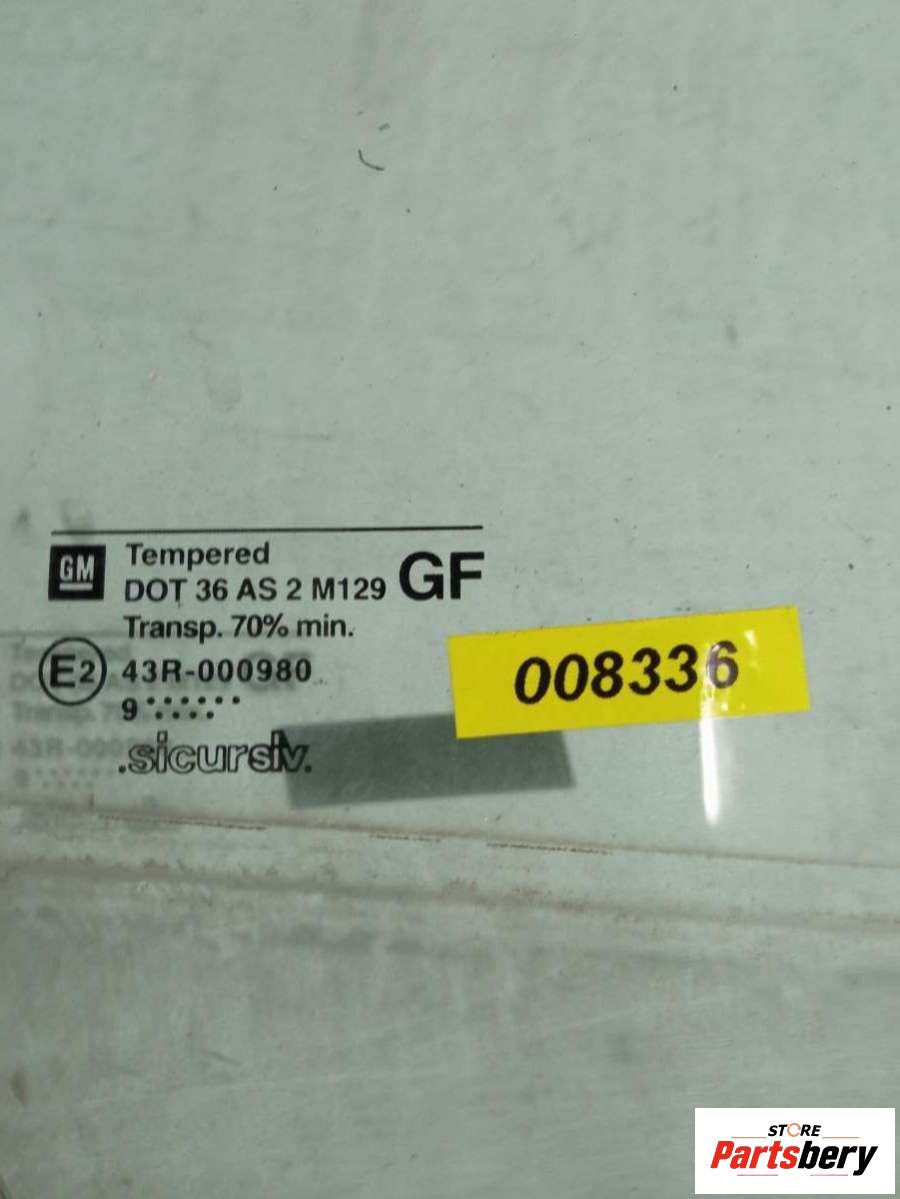 GM
Tempered
DOT 36 AS 2 M129 GF
Transp. 70% min.
E2 43R-000980
9
.sicursiv.
008336
STORE
Partsbery